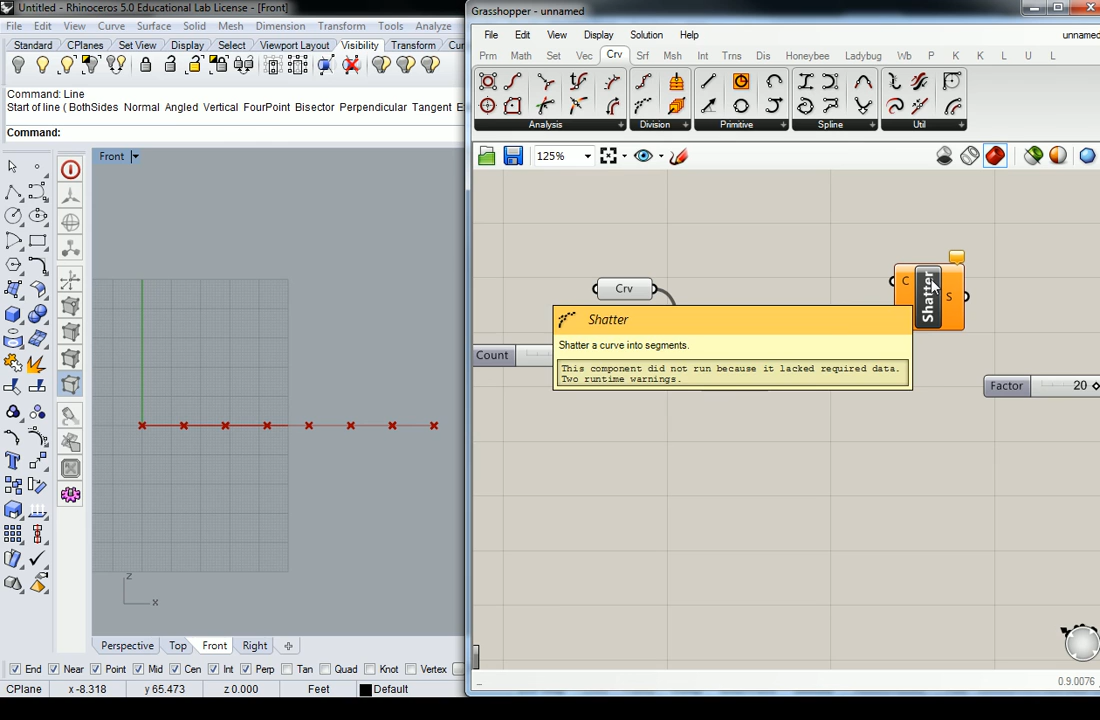 Untitled - Rhinoceros 5.0 Educational Lab License - [Front]
File Edit View Curve Surface Solid Mesh Dimension Transform Tools Analyze
Standard CPlanes Set View Display Select Viewport Layout Visibility Transform Cu
Command: Line
Start of line ( BothSides Normal Angled Vertical FourPoint Bisector Perpendicular Tangent E
Command:
Front
z
x
Perspective Top Front Right
End Near Point Mid Cen Int Perp Tan Quad Knot Vertex
CPlane x -8.318 y 65.473 z 0.000 Feet Default
Grasshopper - unnamed
File Edit View Display Solution Help unnamed
Prm Math Set Vec Crv Srf Msh Int Trns Dis Honeybee Ladybug Wb P K K L U L
Analysis Division Primitive Spline Util
125%
Crv
C Shatter S
Count
Shatter
Shatter a curve into segments.
This component did not run because it lacked required data.
Two runtime warnings.
Factor 20
0.9.0076